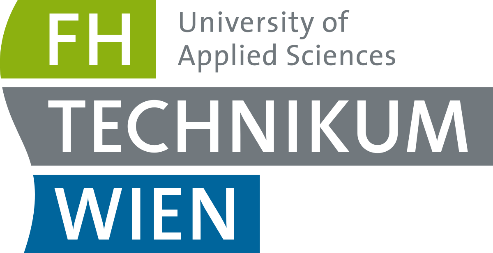 FH
University of
Applied Sciences
TECHNIKUM
WIEN